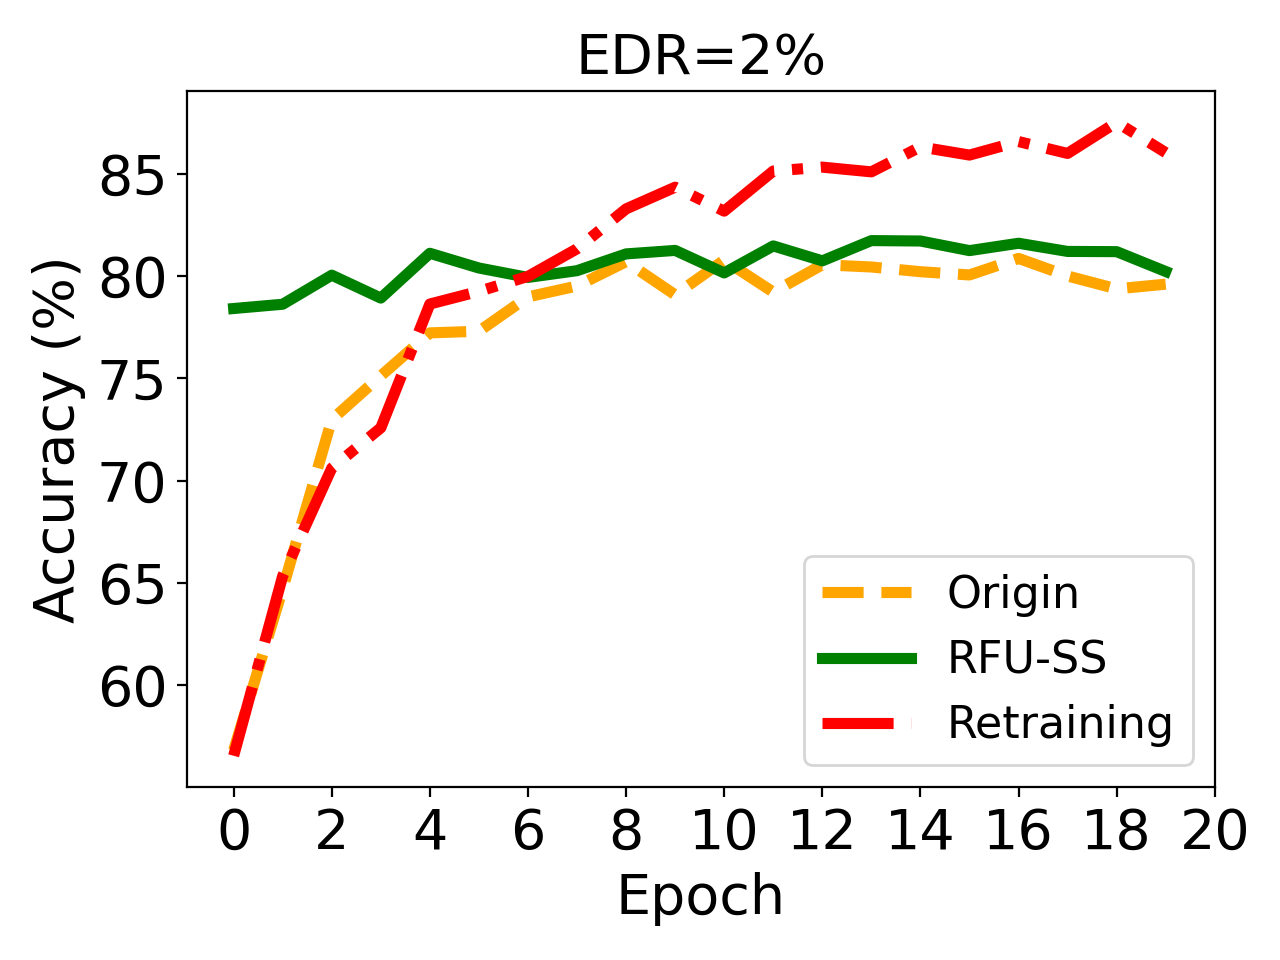 EDR=2%
Accuracy (%)
85
80
75
70
65
60
Origin
RFU-SS
Retraining
0 2 4 6 8 10 12 14 16 18 20
Epoch